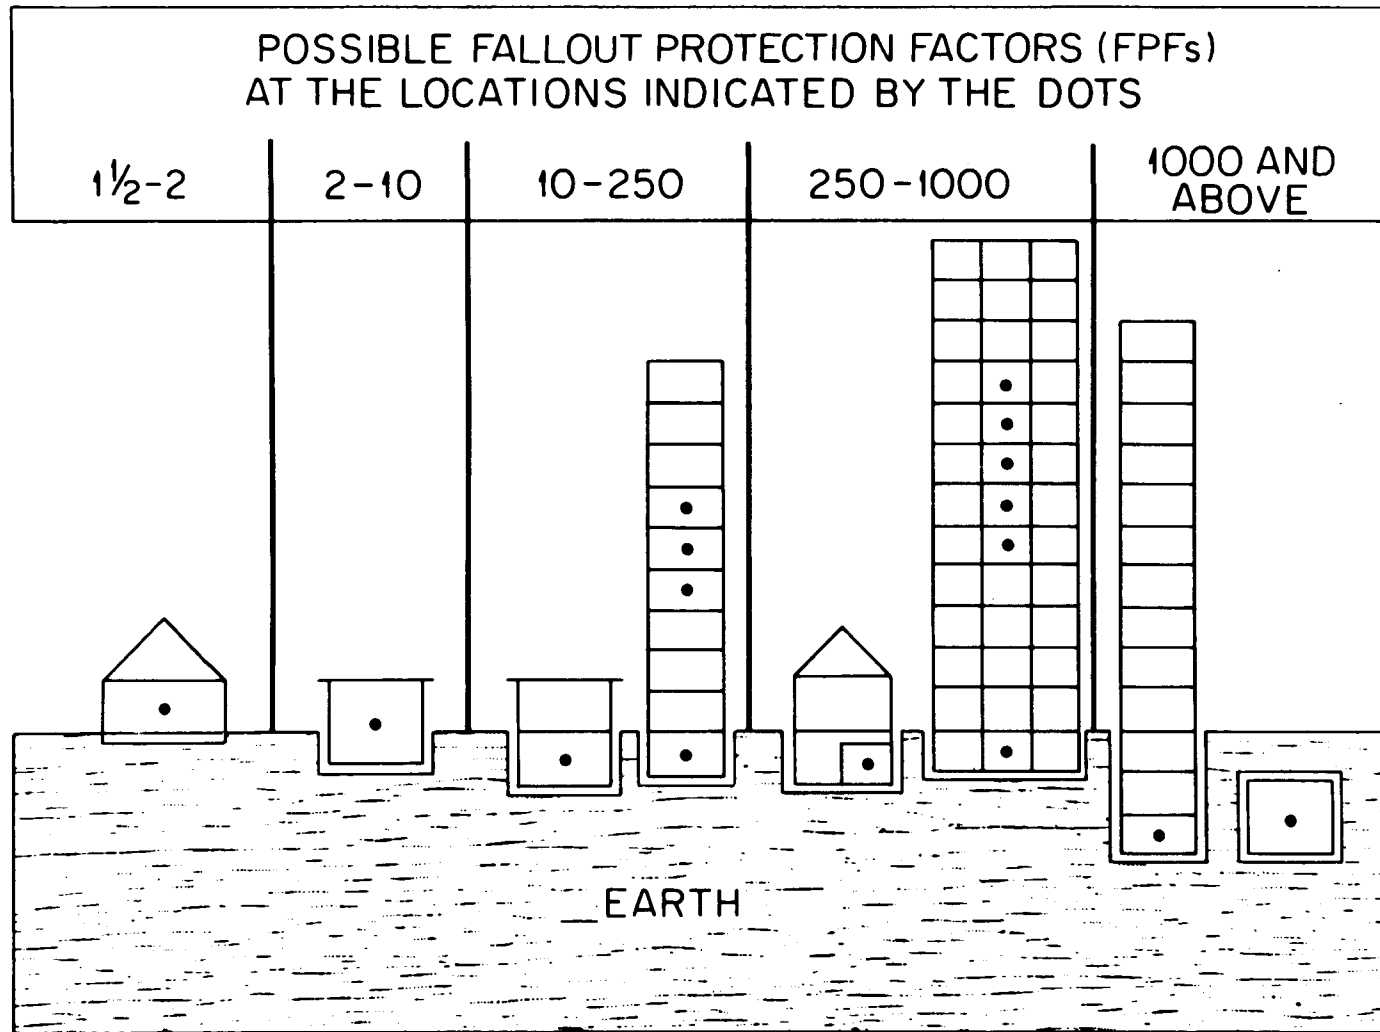 POSSIBLE FALLOUT PROTECTION FACTORS (FPFs)
AT THE LOCATIONS INDICATED BY THE DOTS
1½-2
2-10
10-250
250-1000
1000 AND
ABOVE
EARTH